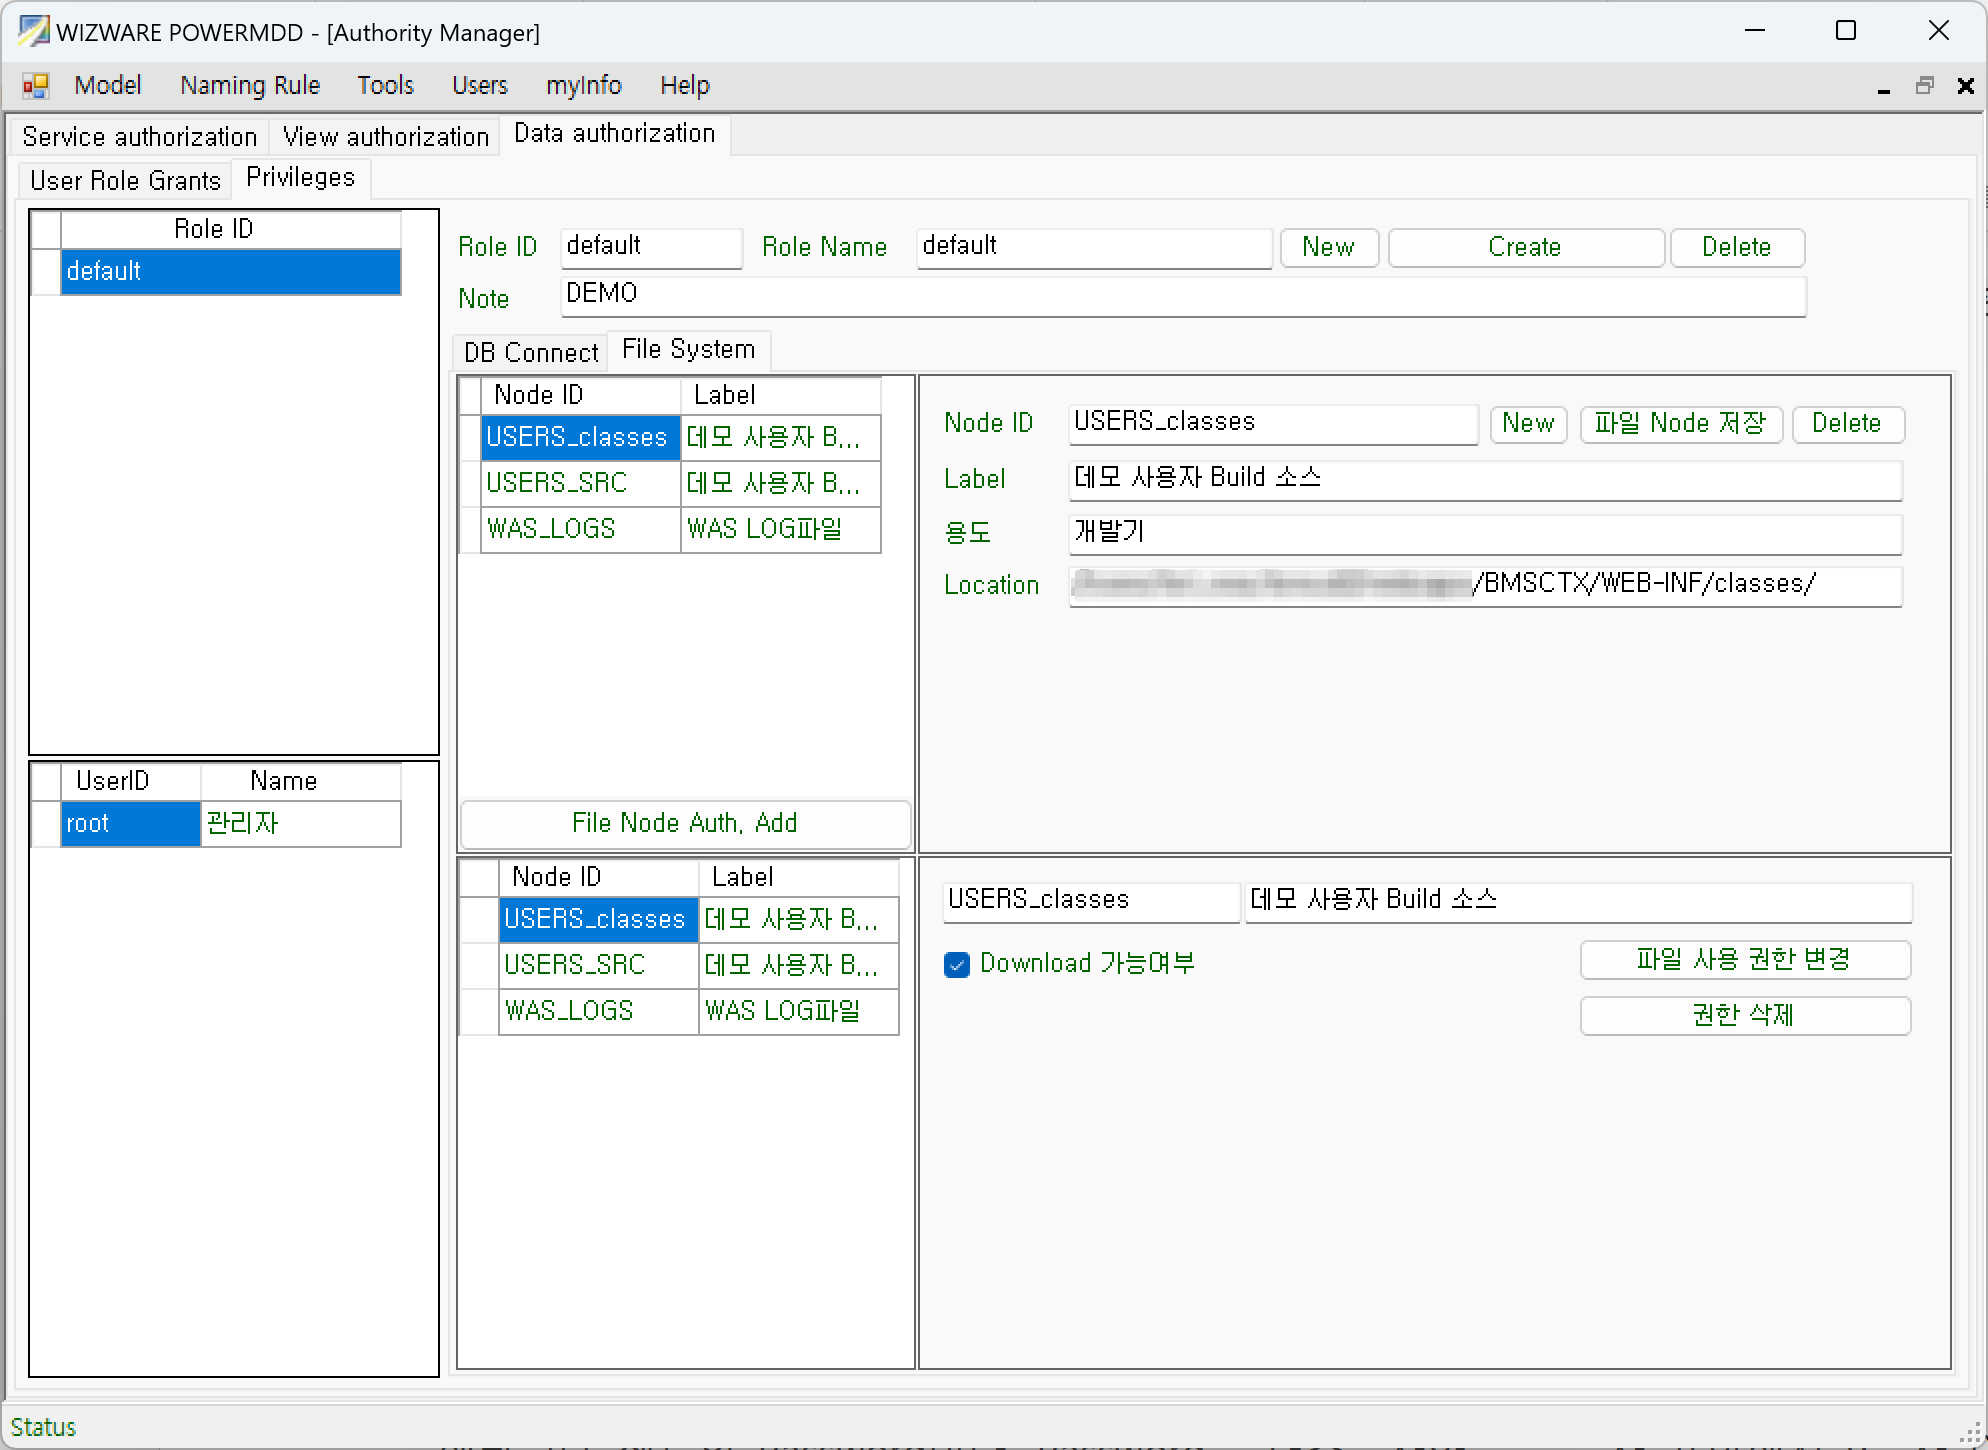 WIZWARE POWERMDD - [Authority Manager]
Model Naming Rule Tools Users myInfo Help
Service authorization View authorization Data authorization
User Role Grants Privileges
Role ID
default
Role ID default Role Name default New Create Delete
Note DEMO
DB Connect File System
Node ID Label
USERS_classes 데모 사용자 B...
USERS_SRC 데모 사용자 B...
WAS_LOGS WAS LOG파일
File Node Auth, Add
Node ID USERS_classes New 파일 Node 저장 Delete
Label 데모 사용자 Build 소스
용도 개발기
Location /BMSCTX/WEB-INF/classes/
UserID Name
root 관리자
Node ID Label
USERS_classes 데모 사용자 B...
USERS_SRC 데모 사용자 B...
WAS_LOGS WAS LOG파일
USERS_classes 데모 사용자 Build 소스
Download 가능여부 파일 사용 권한 변경
권한 삭제
Status